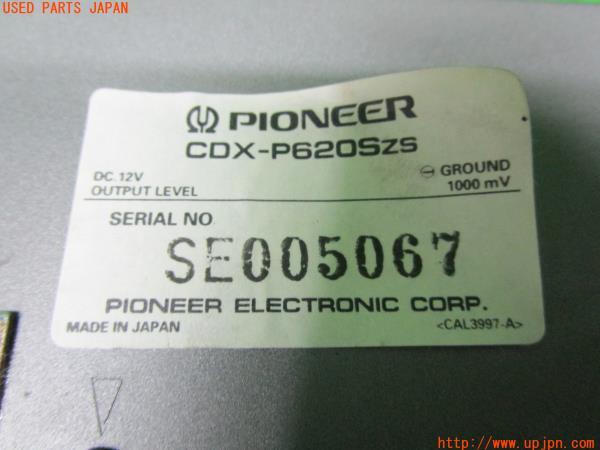 USED PARTS JAPAN
PIONEER
CDX-P620SZS
DC.12V
OUTPUT LEVEL
⊖ GROUND
1000 mV
SERIAL NO
SE005067
PIONEER ELECTRONIC CORP.
MADE IN JAPAN
<CAL3997-A>
http://www.upjpn.com